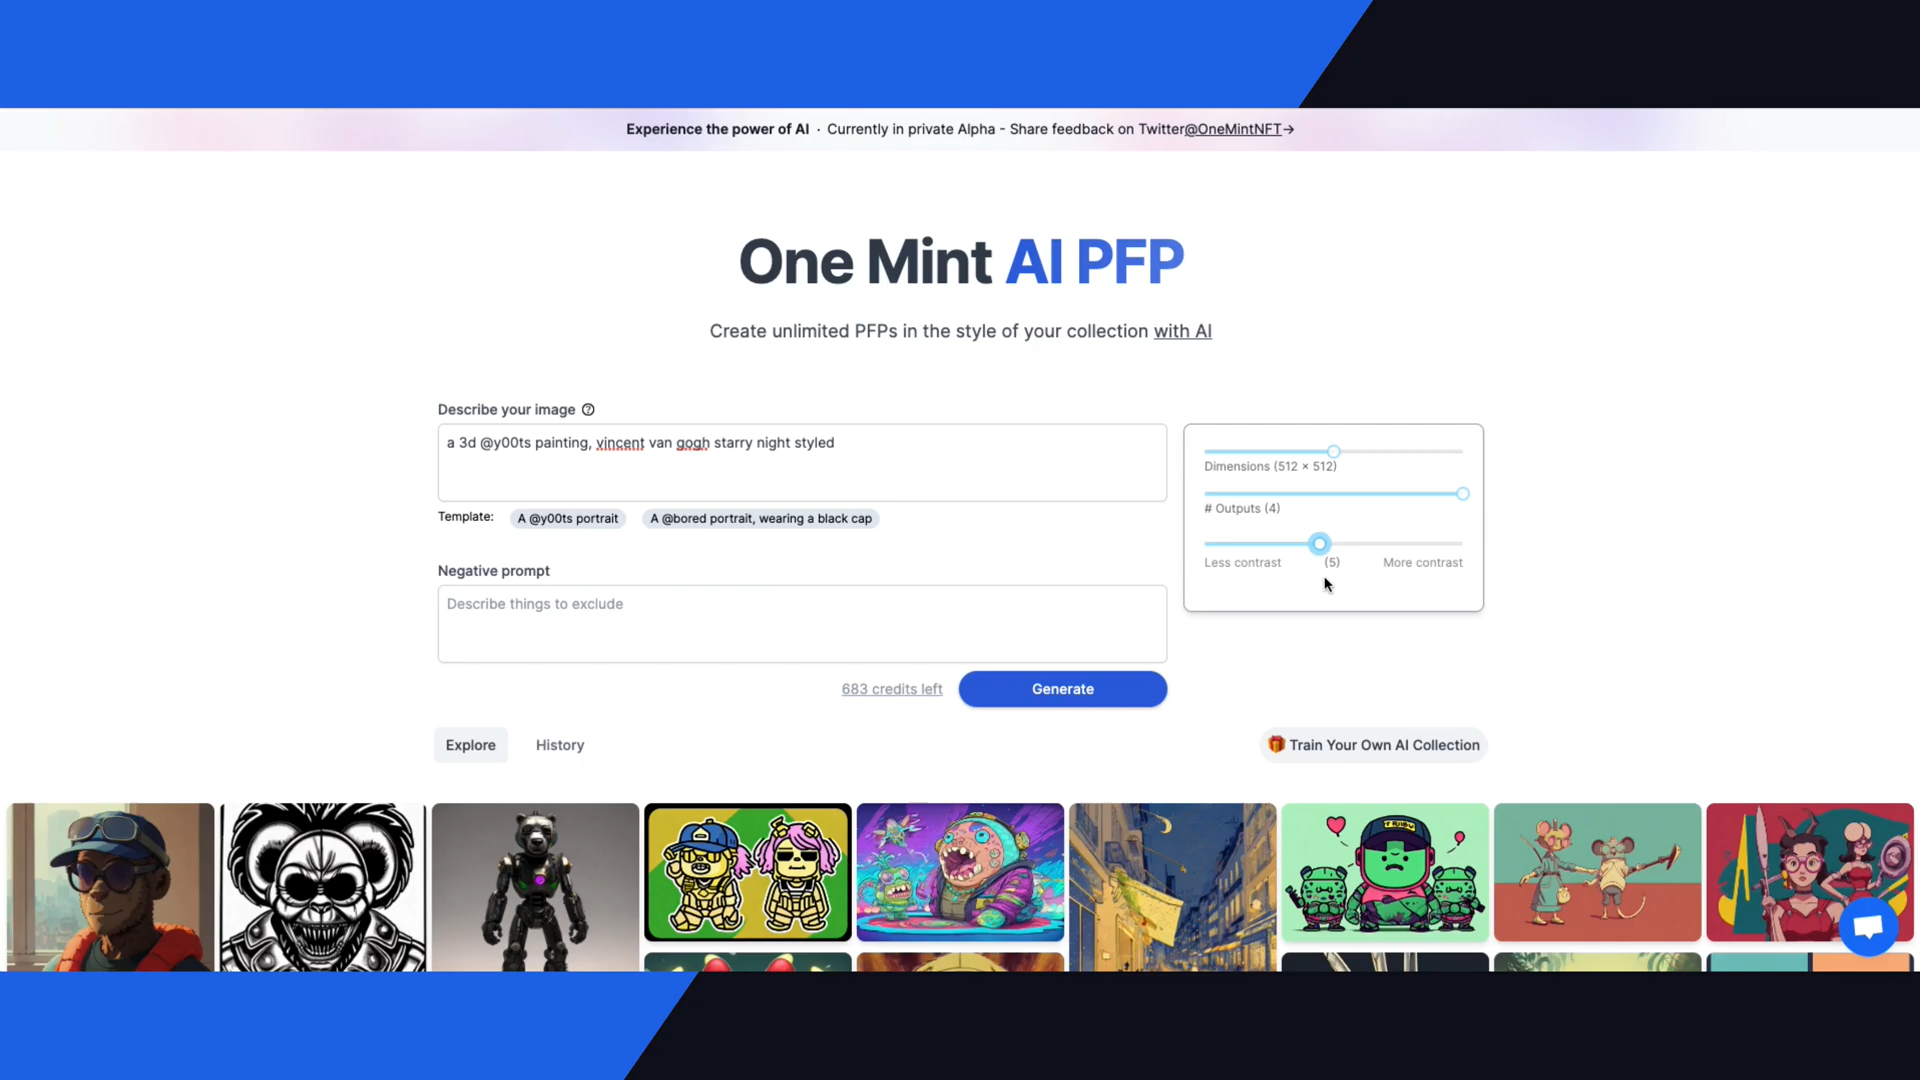 Experience the power of AI · Currently in private Alpha - Share feedback on Twitter@OneMintNFT→
One Mint AI PFP
Create unlimited PFPs in the style of your collection with AI
Describe your image
a 3d @y00ts painting, vincent van gogh starry night styled
Dimensions (512 × 512)
# Outputs (4)
Template: A @y00ts portrait A @bored portrait, wearing a black cap
Less contrast (5) More contrast
Negative prompt
Describe things to exclude
683 credits left Generate
Explore History Train Your Own AI Collection